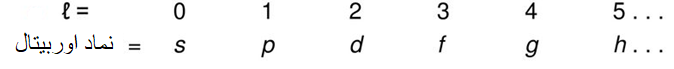 ℓ = 0 1 2 3 4 5 . . .
نماد اوربیتال = s p d f g h . . .